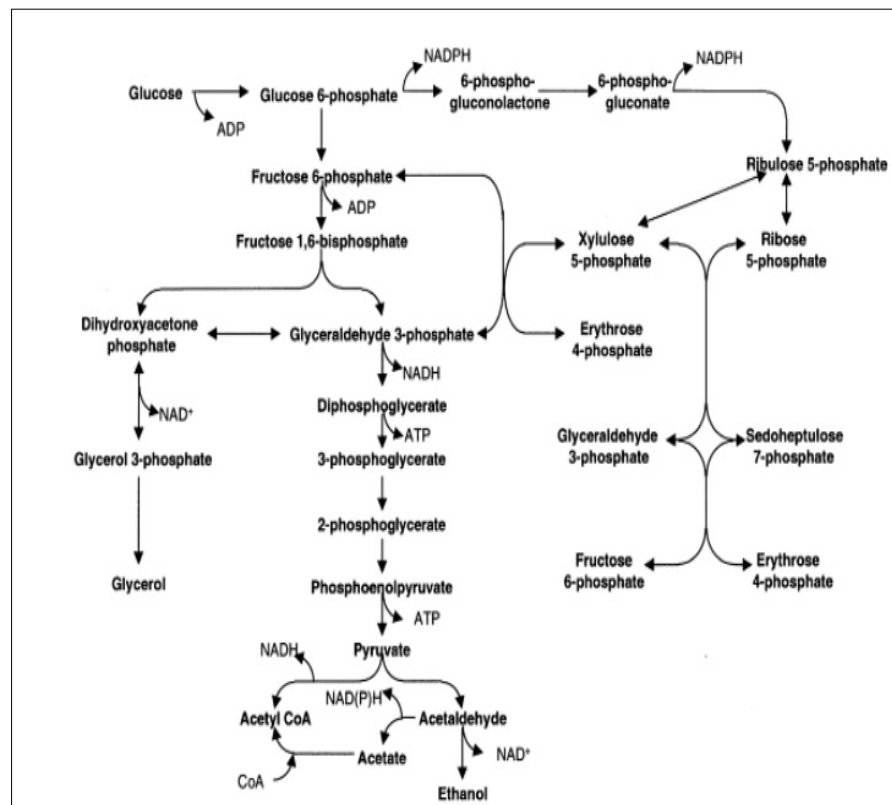 NADPH
NADPH
Glucose
Glucose 6-phosphate
6-phospho-
gluconolactone
6-phospho-
gluconate
ADP
Ribulose 5-phosphate
Fructose 6-phosphate
ADP
Fructose 1,6-bisphosphate
Xylulose
5-phosphate
Ribose
5-phosphate
Dihydroxyacetone
phosphate
Glyceraldehyde 3-phosphate
Erythrose
4-phosphate
NADH
NAD⁺
Diphosphoglycerate
ATP
Glyceraldehyde
3-phosphate
Sedoheptulose
7-phosphate
Glycerol 3-phosphate
3-phosphoglycerate
2-phosphoglycerate
Glycerol
Phosphoenolpyruvate
Fructose
6-phosphate
Erythrose
4-phosphate
ATP
Pyruvate
NADH
NAD(P)H
Acetyl CoA
Acetaldehyde
Acetate
NAD⁺
CoA
Ethanol